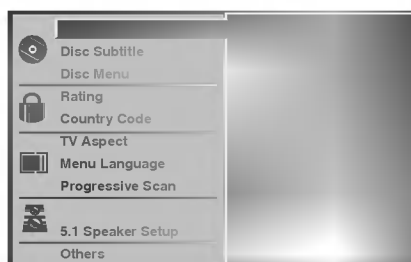 Disc Subtitle
Disc Menu
Rating
Country Code
TV Aspect
Menu Language
Progressive Scan
5.1 Speaker Setup
Others